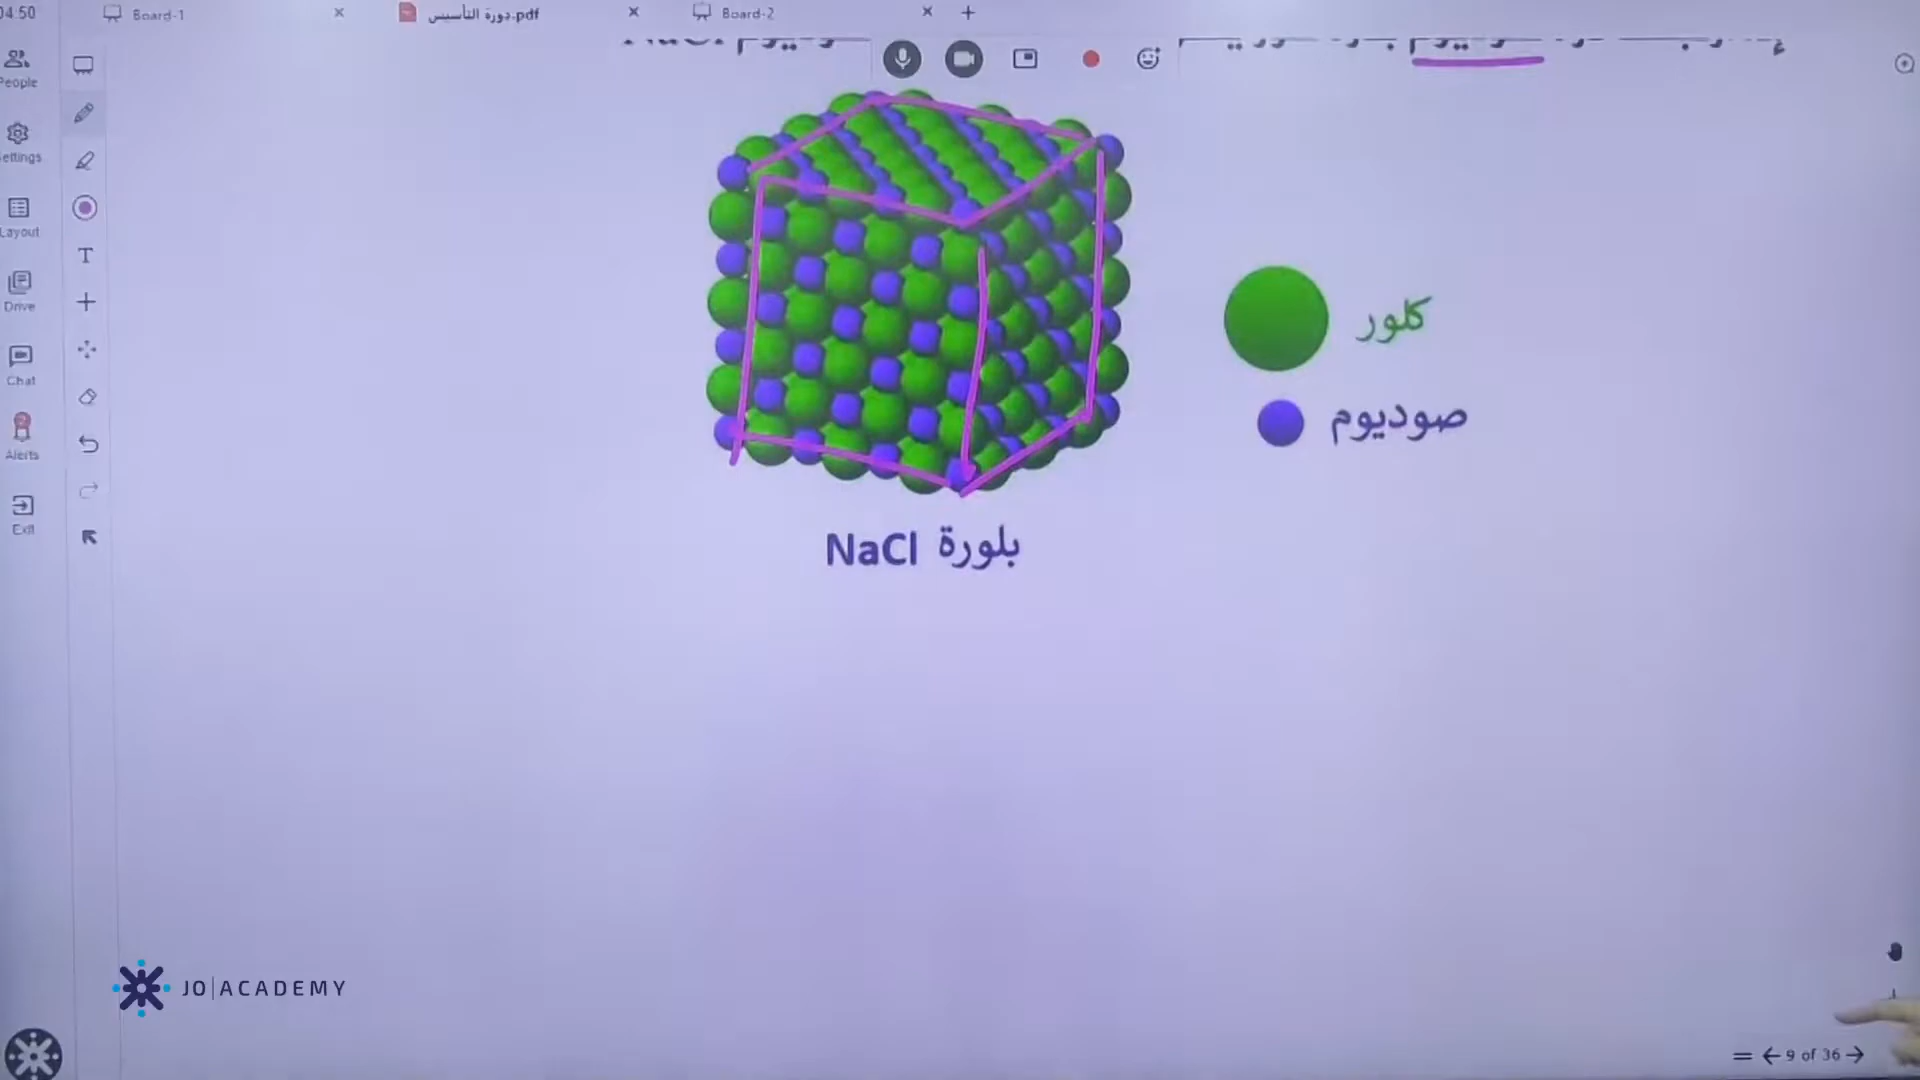 04:50
Board-1
دورة التأسيس.pdf
Board-2
People
Settings
Layout
Drive
Chat
Alerts
Exit
T
كلور
صوديوم
بلورة NaCl
JO|ACADEMY
9 of 36